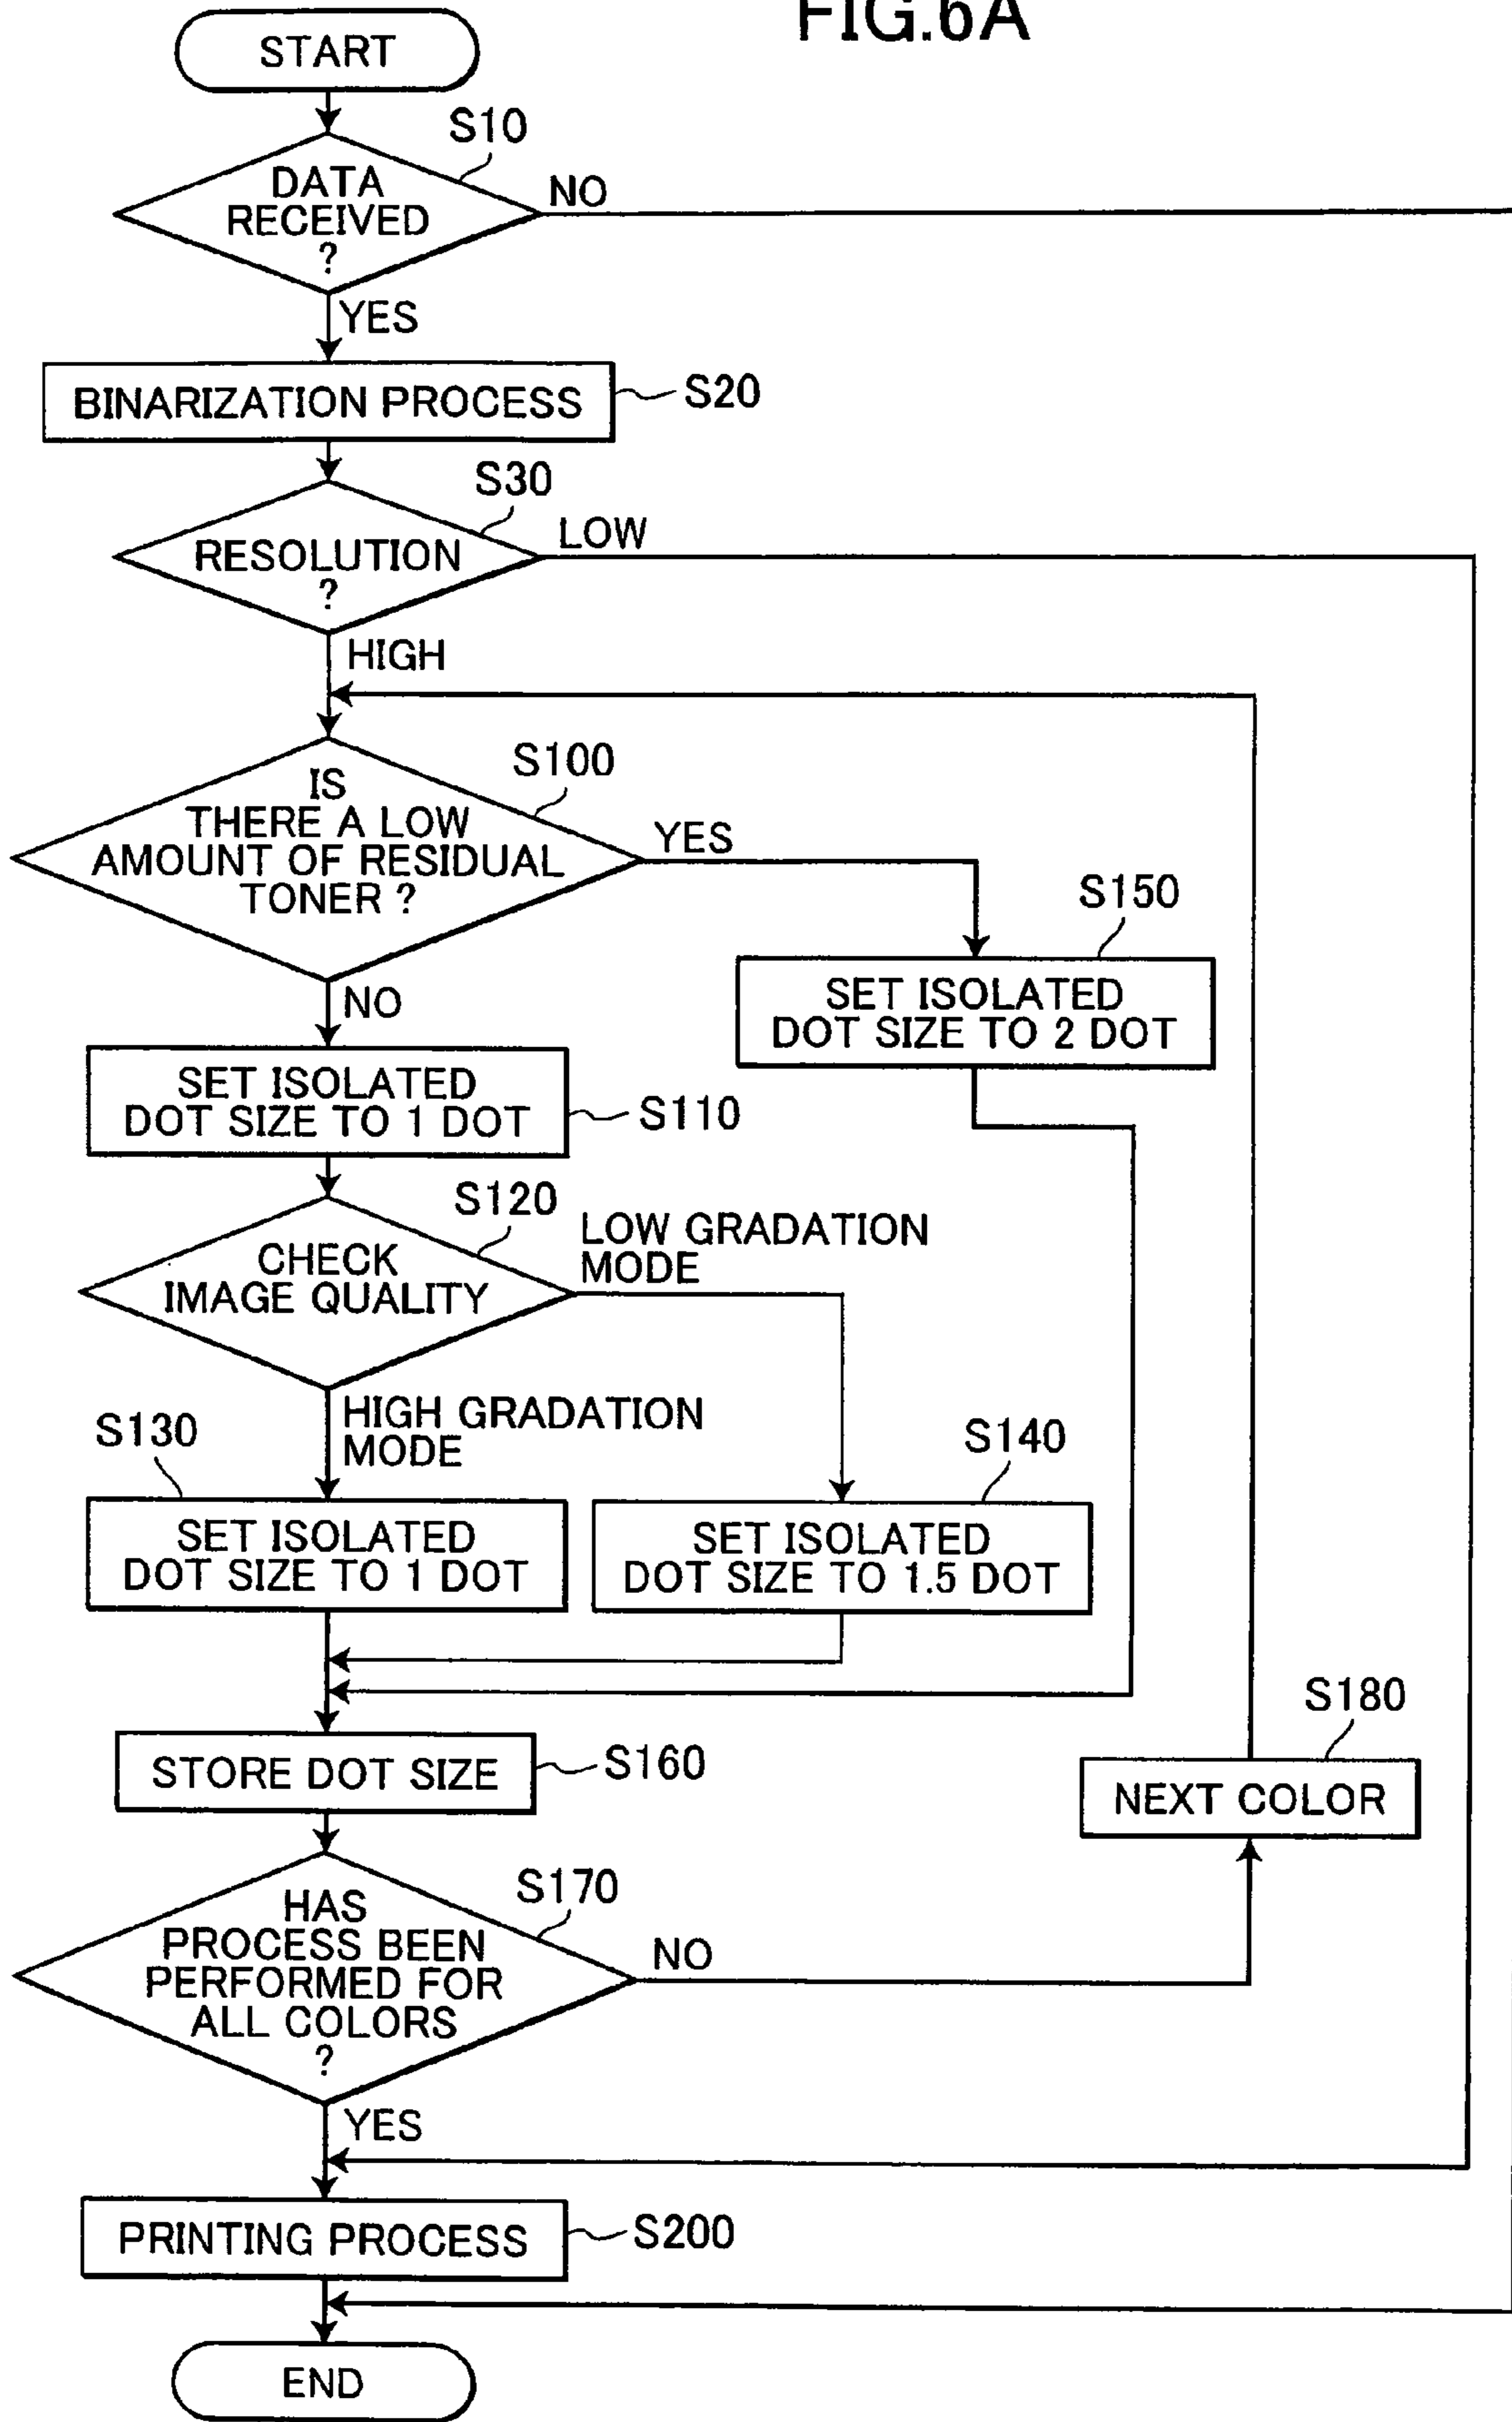 FIG.6A
START
S10
DATA
RECEIVED
?
NO
YES
BINARIZATION PROCESS
S20
S30
RESOLUTION
?
LOW
HIGH
S100
IS
THERE A LOW
AMOUNT OF RESIDUAL
TONER ?
YES
S150
SET ISOLATED
DOT SIZE TO 2 DOT
NO
SET ISOLATED
DOT SIZE TO 1 DOT
S110
S120
CHECK
IMAGE QUALITY
LOW GRADATION
MODE
HIGH GRADATION
MODE
S130
SET ISOLATED
DOT SIZE TO 1 DOT
S140
SET ISOLATED
DOT SIZE TO 1.5 DOT
STORE DOT SIZE
S160
S180
NEXT COLOR
S170
HAS
PROCESS BEEN
PERFORMED FOR
ALL COLORS
?
NO
YES
PRINTING PROCESS
S200
END